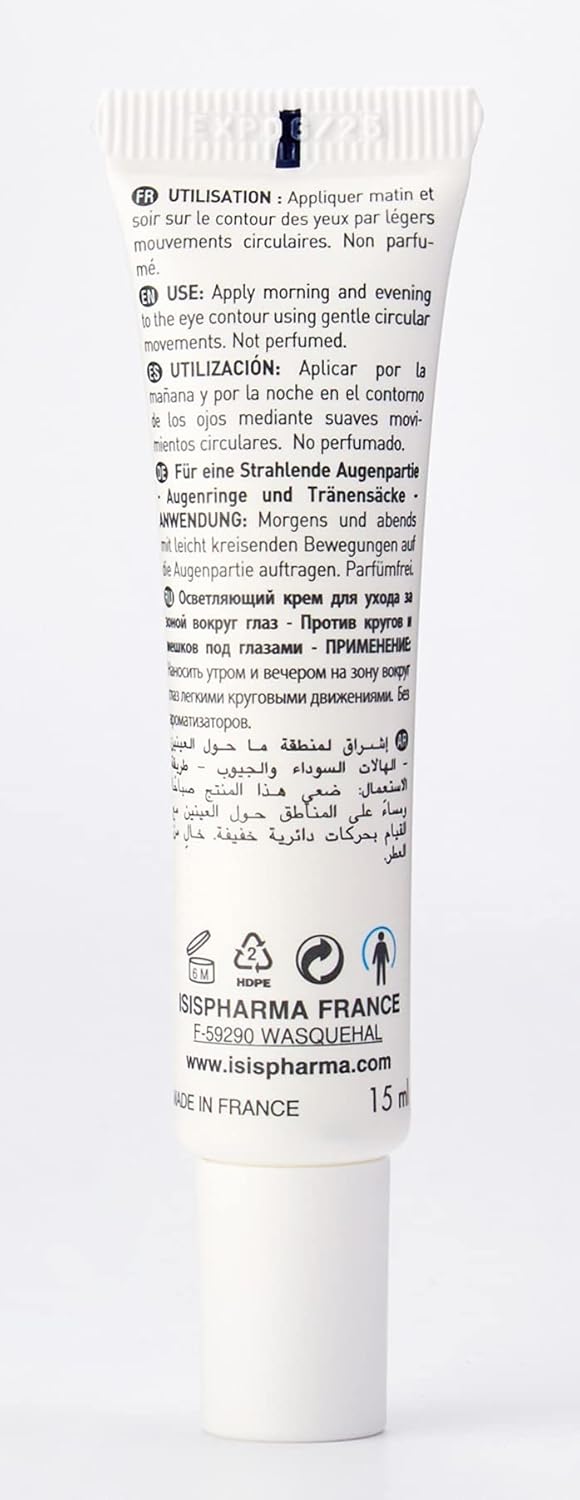 EXP06/25
FR UTILISATION : Appliquer matin et
soir sur le contour des yeux par légers
mouvements circulaires. Non parfu-
mé.
EN USE: Apply morning and evening
to the eye contour using gentle circular
movements. Not perfumed.
ES UTILIZACIÓN: Aplicar por la
mañana y por la noche en el contorno
de los ojos mediante suaves movi-
mientos circulares. No perfumado.
DE Für eine Strahlende Augenpartie
- Augenringe und Tränensäcke -
ANWENDUNG: Morgens und abends
mit leicht kreisenden Bewegungen auf
die Augenpartie auftragen. Parfümfrei.
RU Осветляющий крем для ухода за
зоной вокруг глаз - Против кругов и
мешков под глазами - ПРИМЕНЕНИЕ:
Наносить утром и вечером на зону вокруг
глаз легкими круговыми движениями. Без
ароматизаторов.
AR إشراق لمنطقة ما حول العينين
- الهالات السوداء والجيوب - طريقة
الاستعمال: ضعي هذا المنتج صباحًا
ومساءً على المناطق حول العينين مع
القيام بحركات دائرية خفيفة. خالٍ من
العطر.
6 M
2
HDPE
ISISPHARMA FRANCE
F-59290 WASQUEHAL
www.isispharma.com
MADE IN FRANCE 15 ml